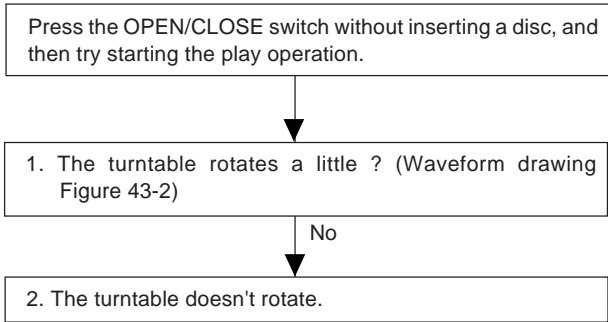 Press the OPEN/CLOSE switch without inserting a disc, and
then try starting the play operation.
1. The turntable rotates a little ? (Waveform drawing
Figure 43-2)
No
2. The turntable doesn't rotate.